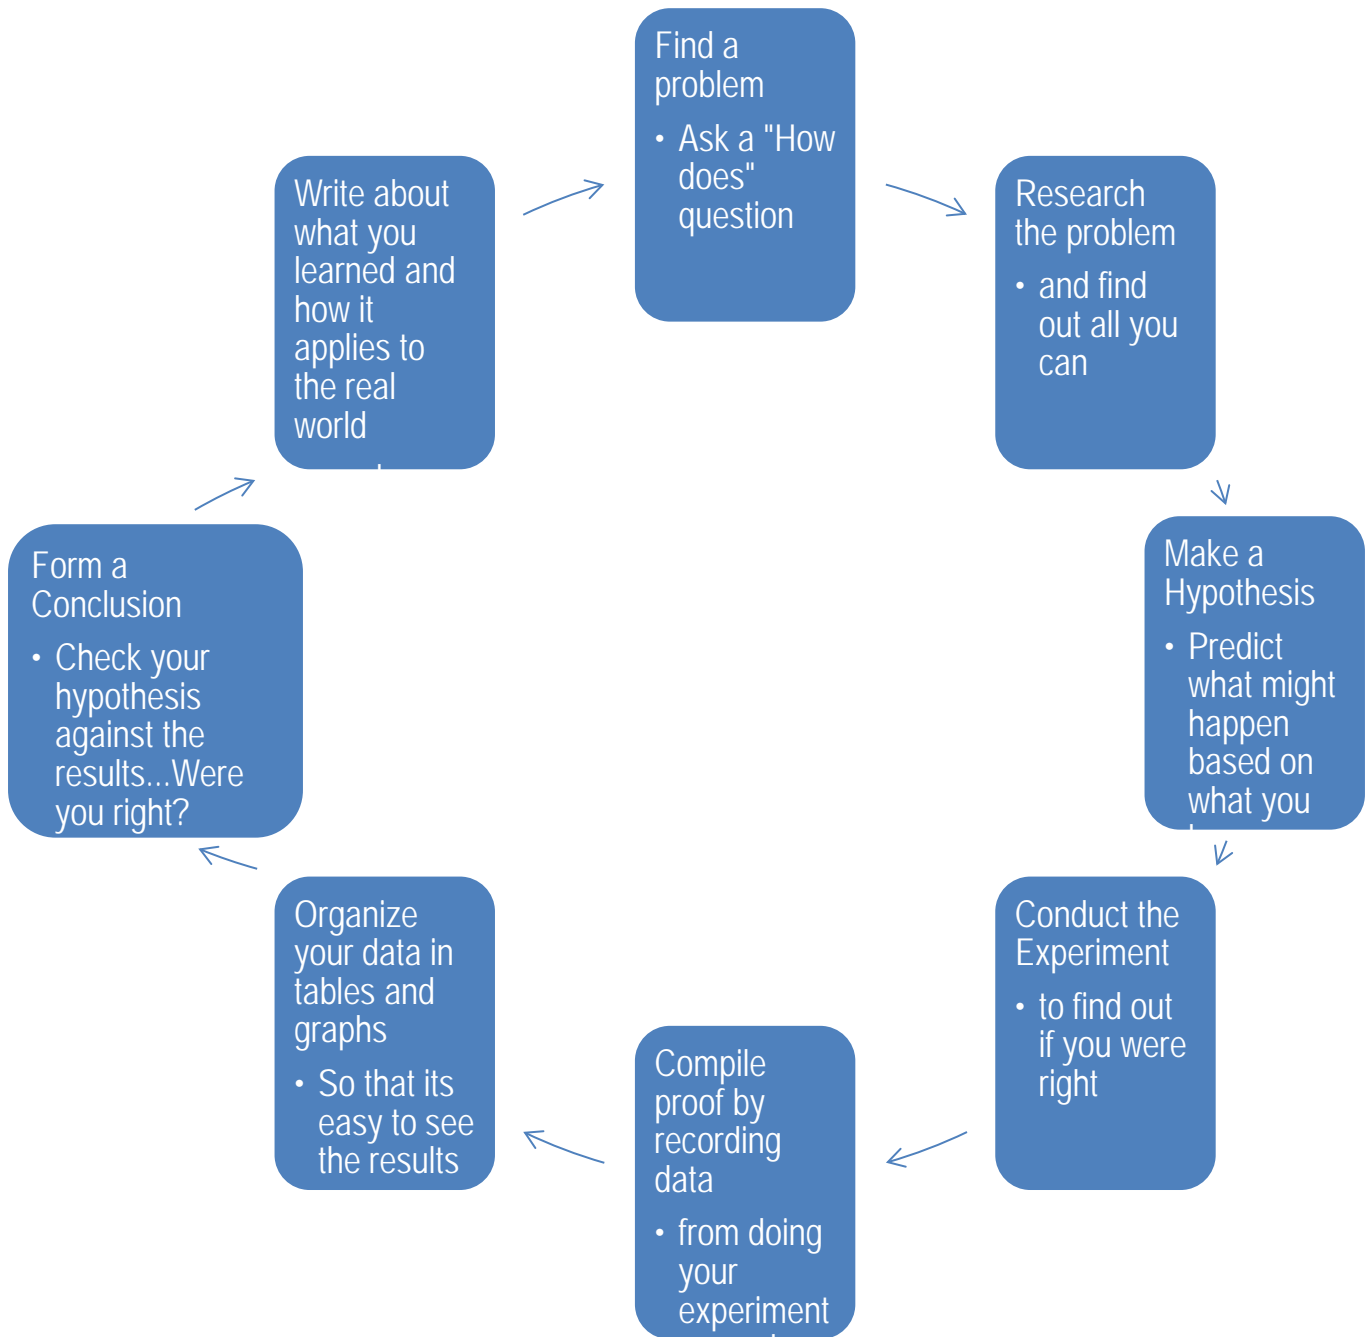 Find a
problem
• Ask a "How
does"
question
Research
the problem
• and find
out all you
can
Make a
Hypothesis
• Predict
what might
happen
based on
what you
Conduct the
Experiment
• to find out
if you were
right
Compile
proof by
recording
data
• from doing
your
experiment
Organize
your data in
tables and
graphs
• So that its
easy to see
the results
Form a
Conclusion
• Check your
hypothesis
against the
results...Were
you right?
Write about
what you
learned and
how it
applies to
the real
world